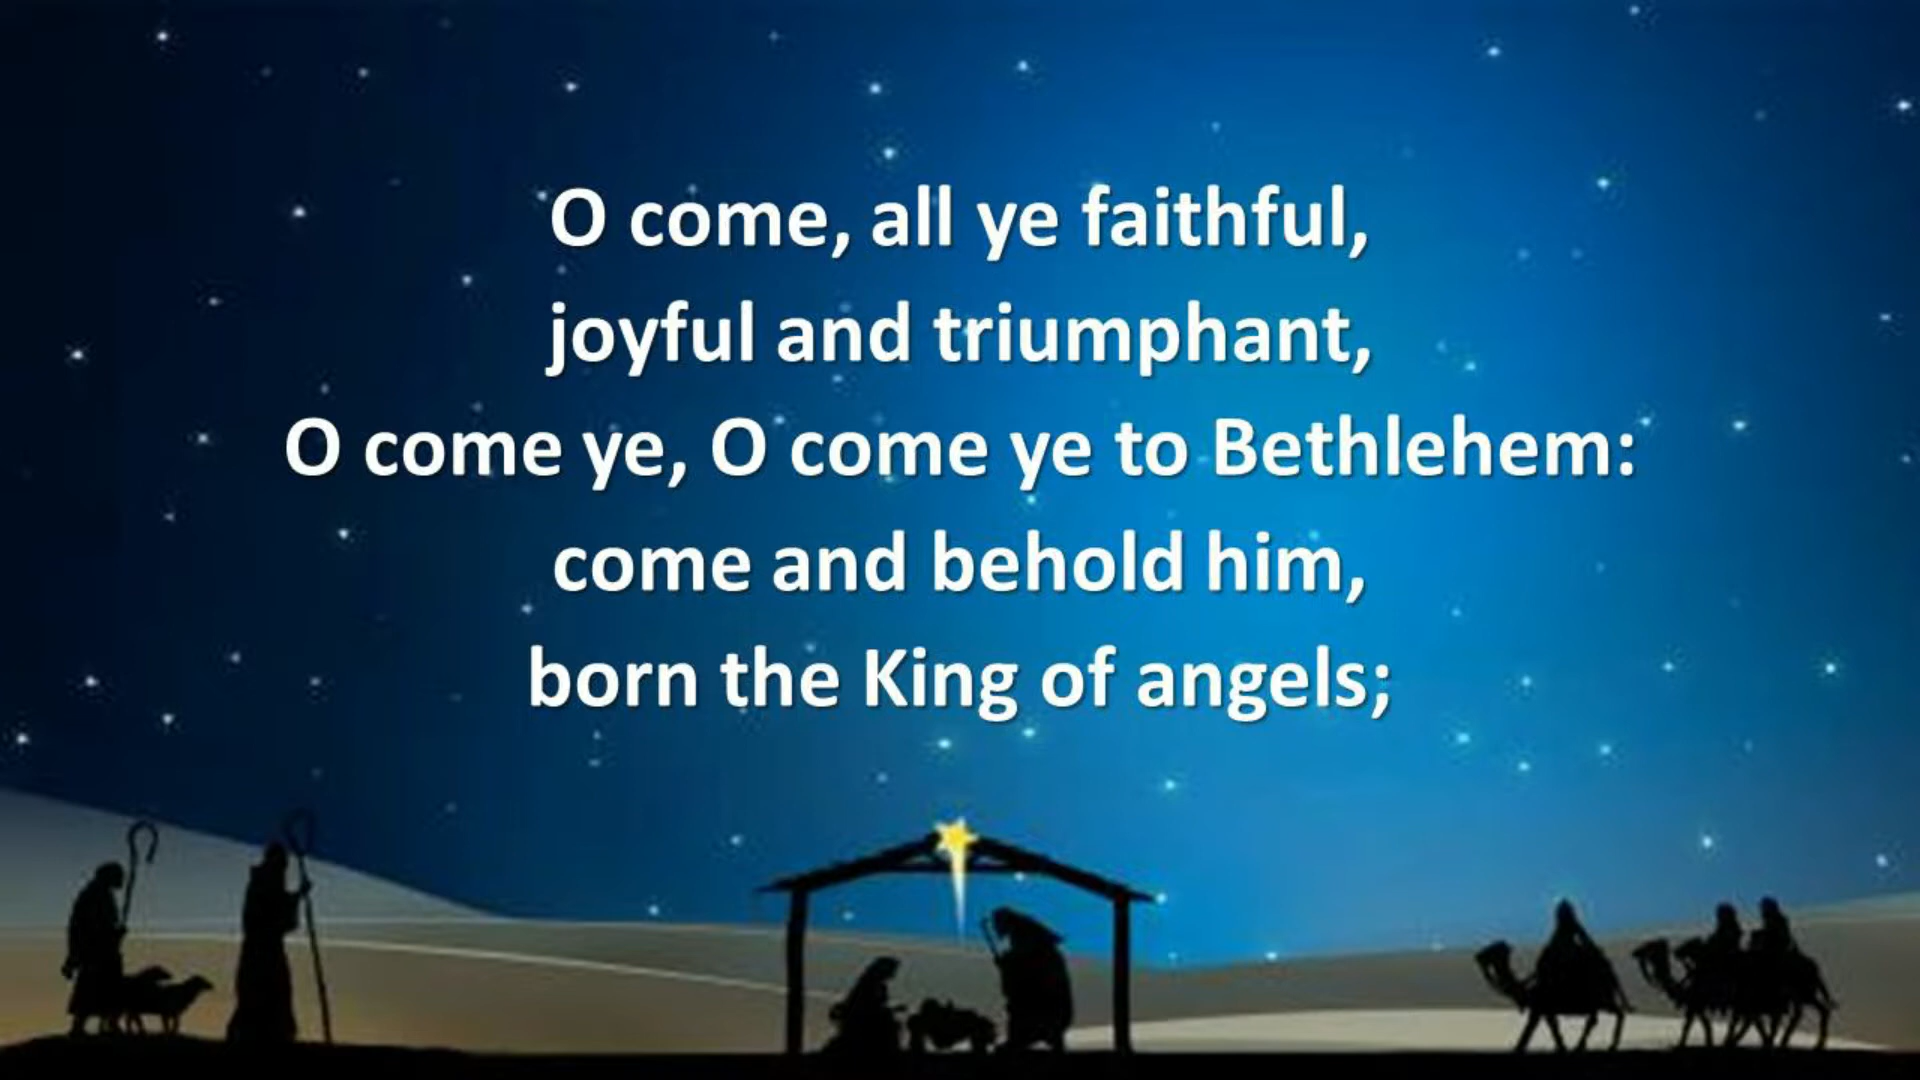 O come, all ye faithful,
joyful and triumphant,
O come ye, O come ye to Bethlehem:
come and behold him,
born the King of angels;